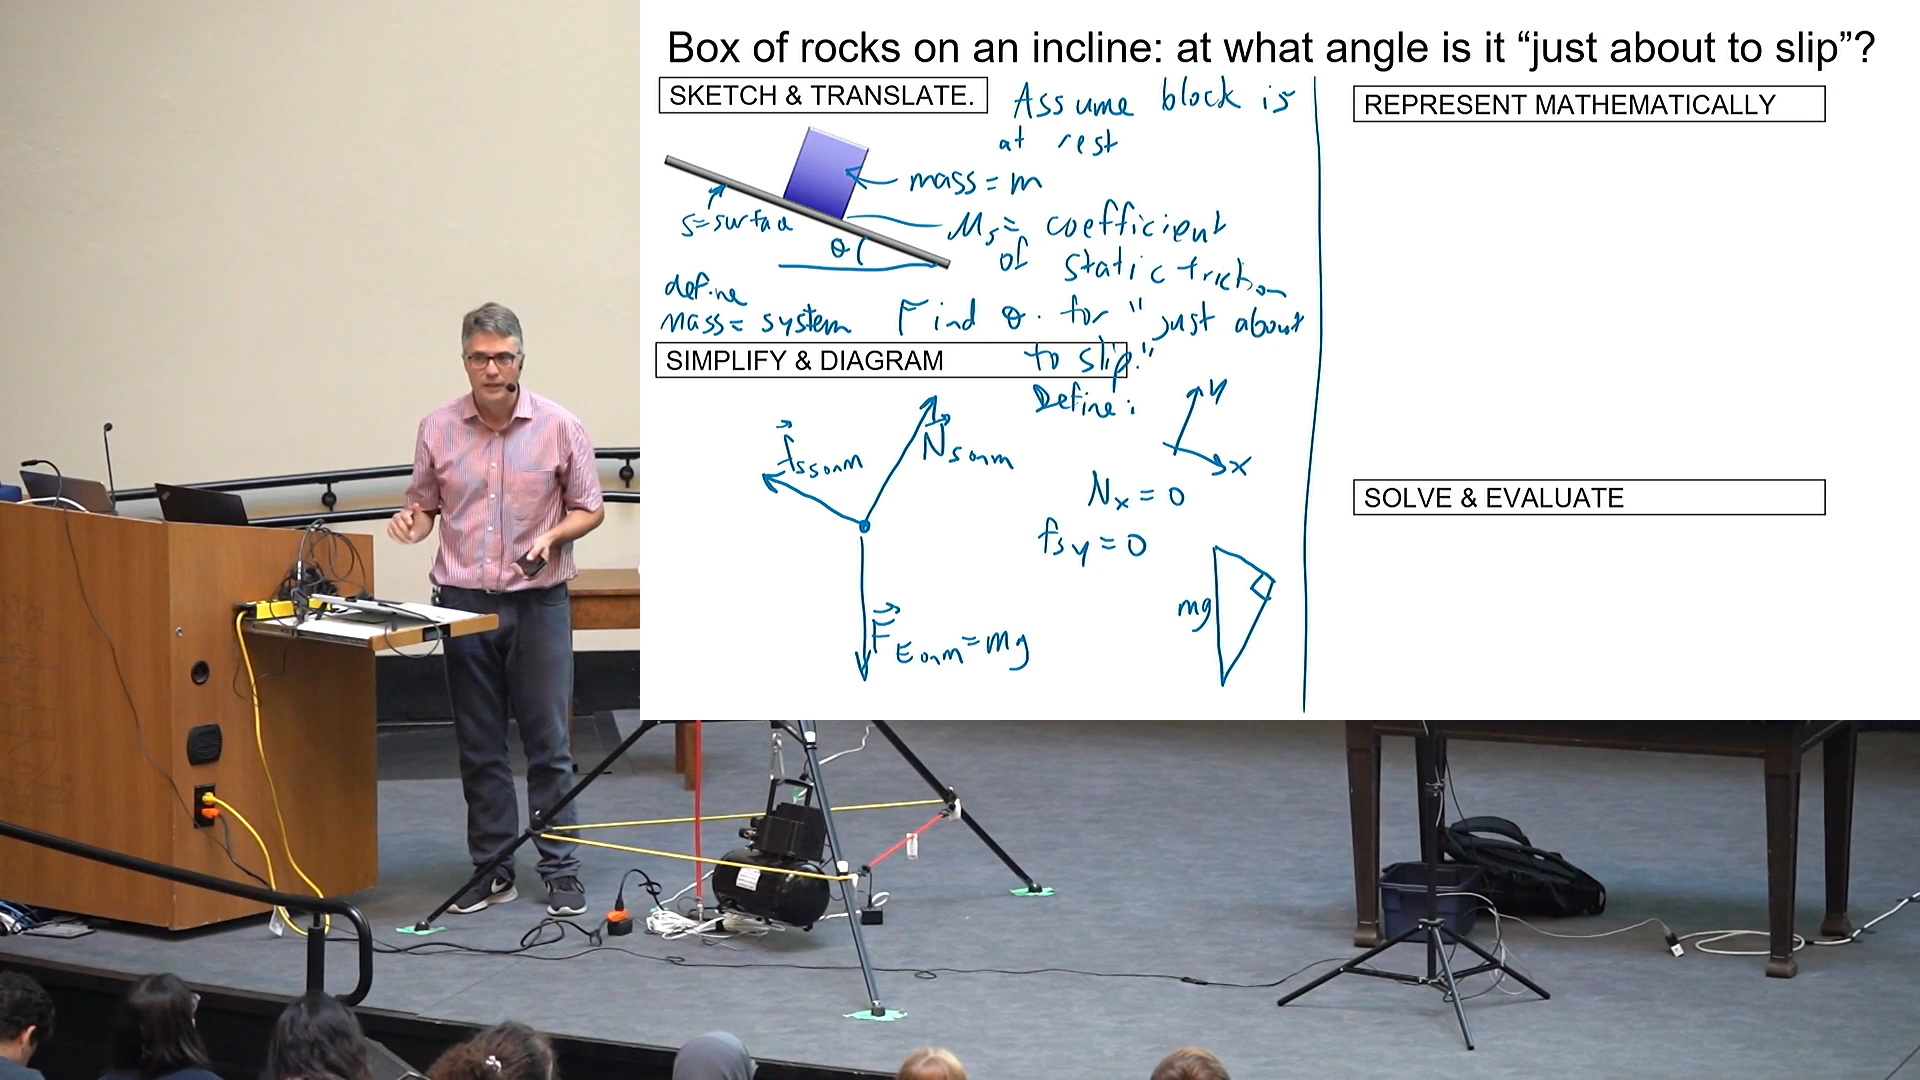 Box of rocks on an incline: at what angle is it “just about to slip”?
SKETCH & TRANSLATE.
Assume block is
at rest
mass = m
s = surface
θ
μs = coefficient
of static friction
define
mass = system
Find θ for "just about
to slip."
SIMPLIFY & DIAGRAM
Define:
y
x
fs s on m
N s on m
Nx = 0
fsy = 0
mg
F E on m = mg
REPRESENT MATHEMATICALLY
SOLVE & EVALUATE